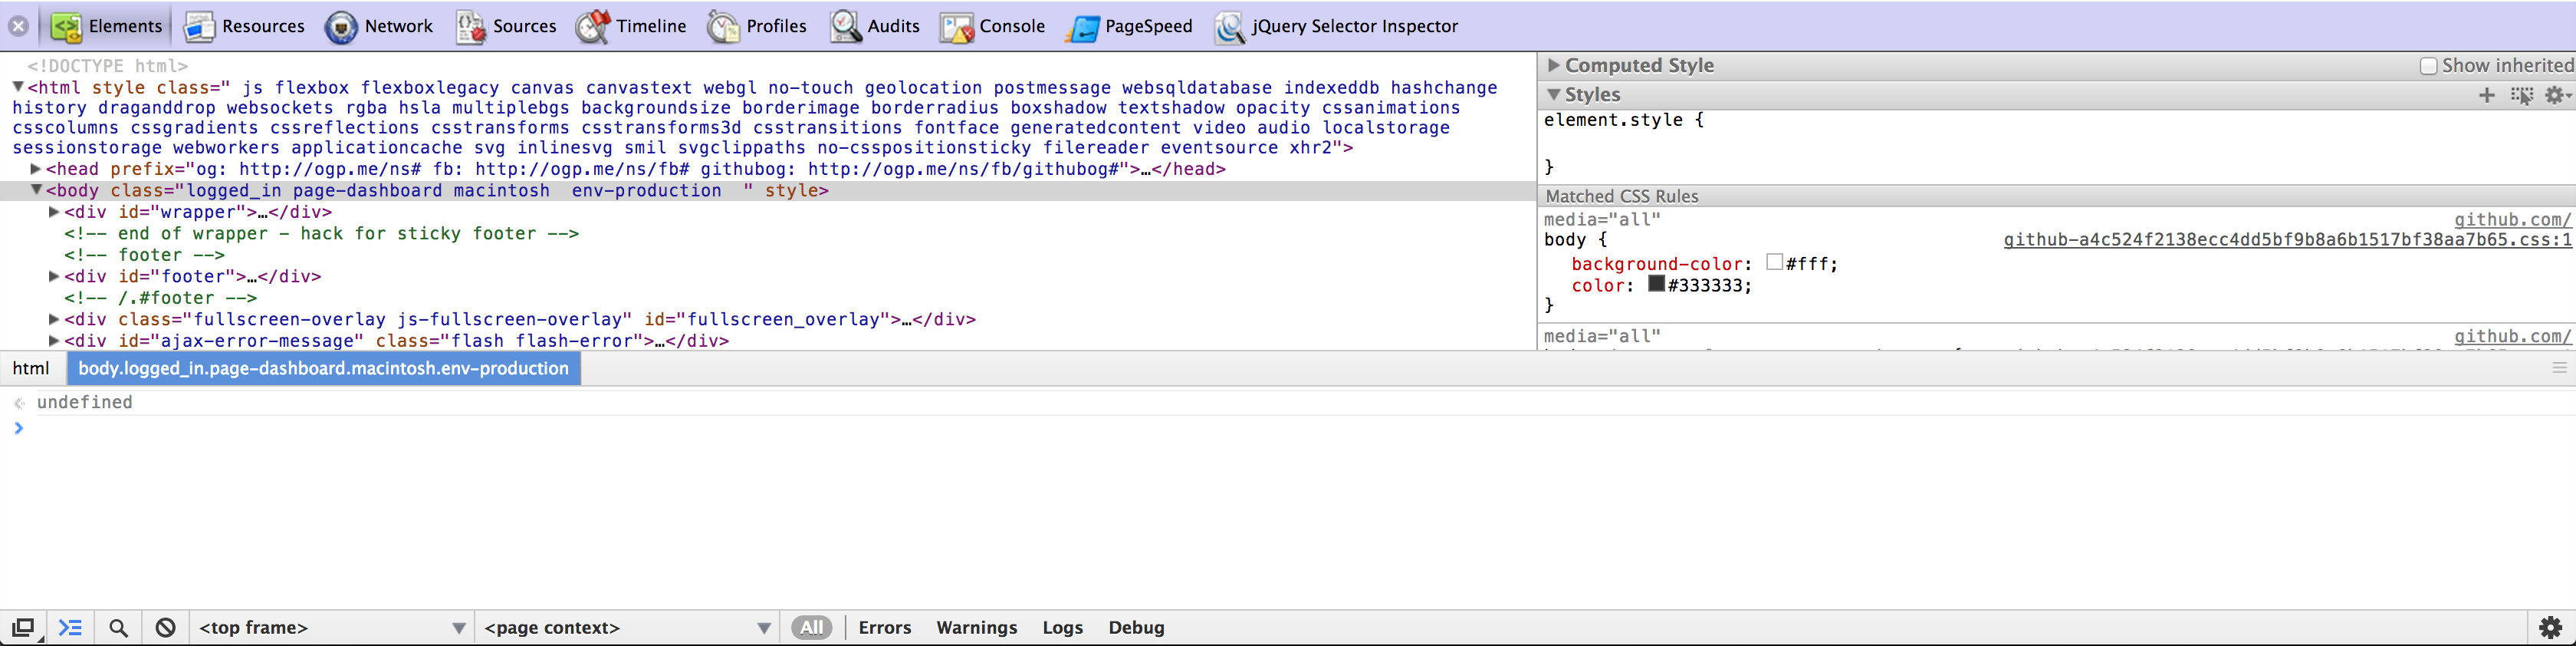 Elements Resources Network Sources Timeline Profiles Audits Console PageSpeed jQuery Selector Inspector
<!DOCTYPE html>
▼<html style class=" js flexbox flexboxlegacy canvas canvastext webgl no-touch geolocation postmessage websqldatabase indexeddb hashchange
history draganddrop websockets rgba hsla multiplebgs backgroundsize borderimage borderradius boxshadow textshadow opacity cssanimations
csscolumns cssgradients cssreflections csstransforms csstransforms3d csstransitions fontface generatedcontent video audio localstorage
sessionstorage webworkers applicationcache svg inlinesvg smil svgclippaths no-csspositionsticky filereader eventsource xhr2">
▶<head prefix="og: http://ogp.me/ns# fb: http://ogp.me/ns/fb# githubog: http://ogp.me/ns/fb/githubog#">…</head>
▼<body class="logged_in page-dashboard macintosh  env-production  " style>
▶<div id="wrapper">…</div>
<!-- end of wrapper - hack for sticky footer -->
<!-- footer -->
▶<div id="footer">…</div>
<!-- /.#footer -->
▶<div class="fullscreen-overlay js-fullscreen-overlay" id="fullscreen_overlay">…</div>
▶<div id="ajax-error-message" class="flash flash-error">…</div>
▶ Computed Style Show inherited
▼ Styles
element.style {
}
Matched CSS Rules
media="all" github.com/
body { github-a4c524f2138ecc4dd5bf9b8a6b1517bf38aa7b65.css:1
background-color: #fff;
color: #333333;
}
media="all" github.com/
html body.logged_in.page-dashboard.macintosh.env-production
undefined
<top frame> <page context> All Errors Warnings Logs Debug